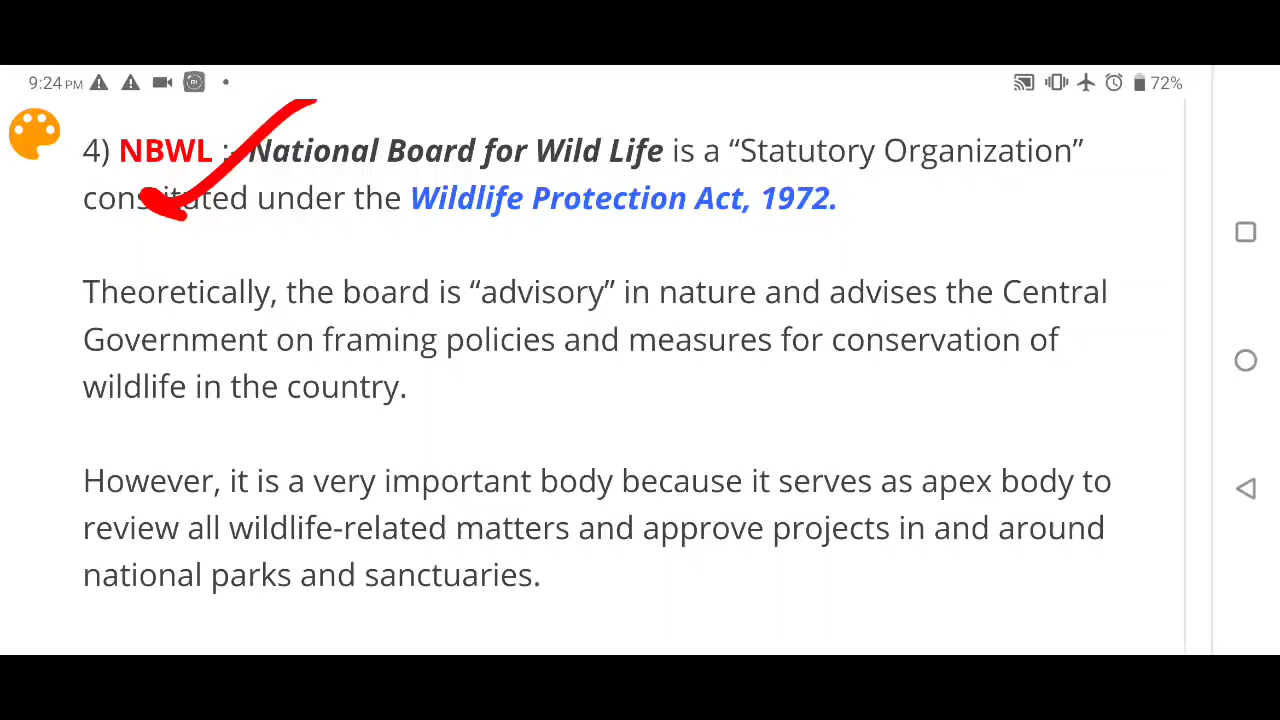 9:24 PM 72%
4) NBWL :- National Board for Wild Life is a “Statutory Organization”
constituted under the Wildlife Protection Act, 1972.
Theoretically, the board is “advisory” in nature and advises the Central
Government on framing policies and measures for conservation of
wildlife in the country.
However, it is a very important body because it serves as apex body to
review all wildlife-related matters and approve projects in and around
national parks and sanctuaries.